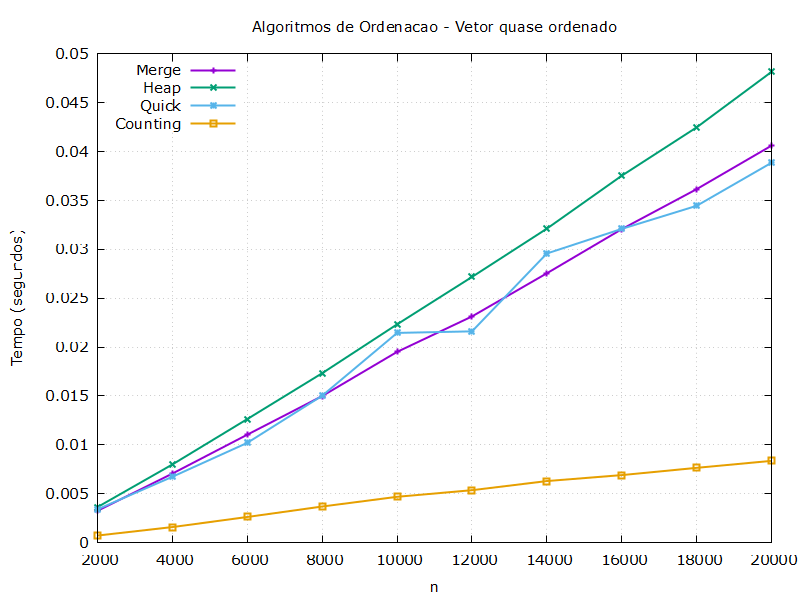 Algoritmos de Ordenacao - Vetor quase ordenado
0.05
0.045
0.04
0.035
0.03
0.025
0.02
0.015
0.01
0.005
0
Tempo (segundos)
Merge
Heap
Quick
Counting
2000 4000 6000 8000 10000 12000 14000 16000 18000 20000
n